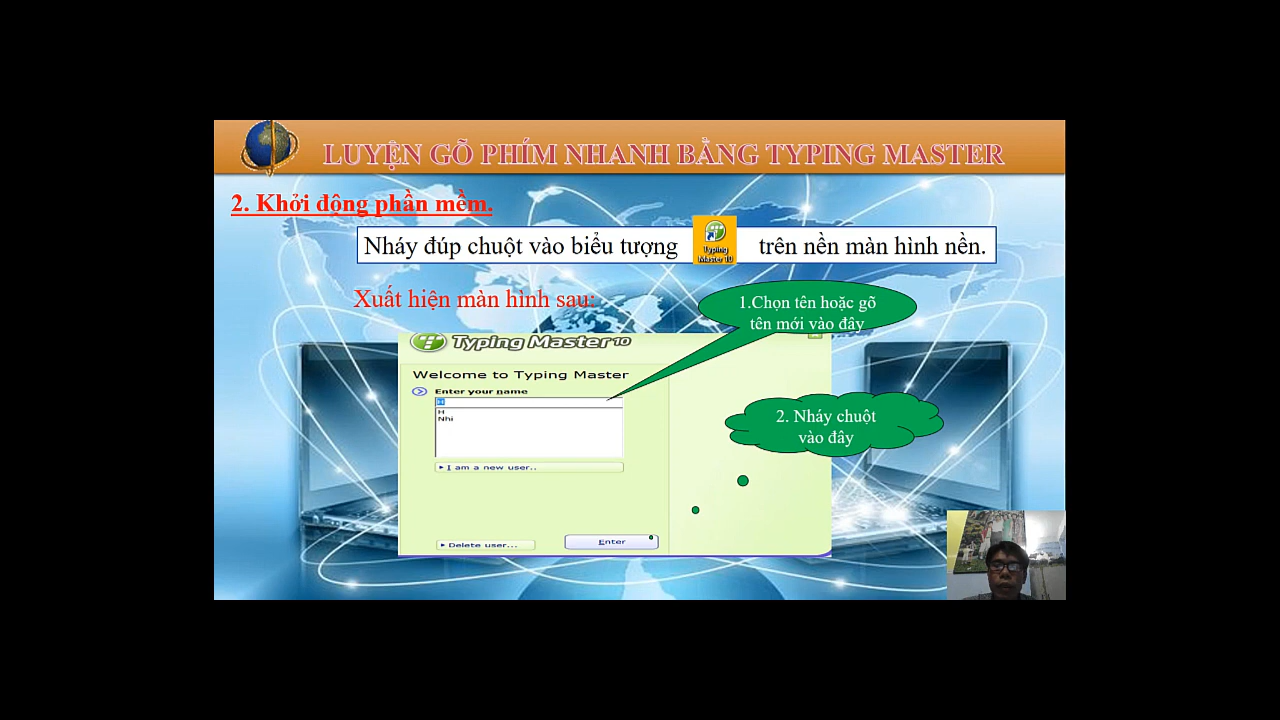 LUYỆN GÕ PHÍM NHANH BẰNG TYPING MASTER
2. Khởi động phần mềm.
Nháy đúp chuột vào biểu tượng
Typing
Master 10
trên nền màn hình nền.
Xuất hiện màn hình sau:
1.Chọn tên hoặc gõ
tên mới vào đây
Typing Master 10
Welcome to Typing Master
Enter your name
H
H
Nhi
2. Nháy chuột
vào đây
I am a new user..
Delete user...
Enter